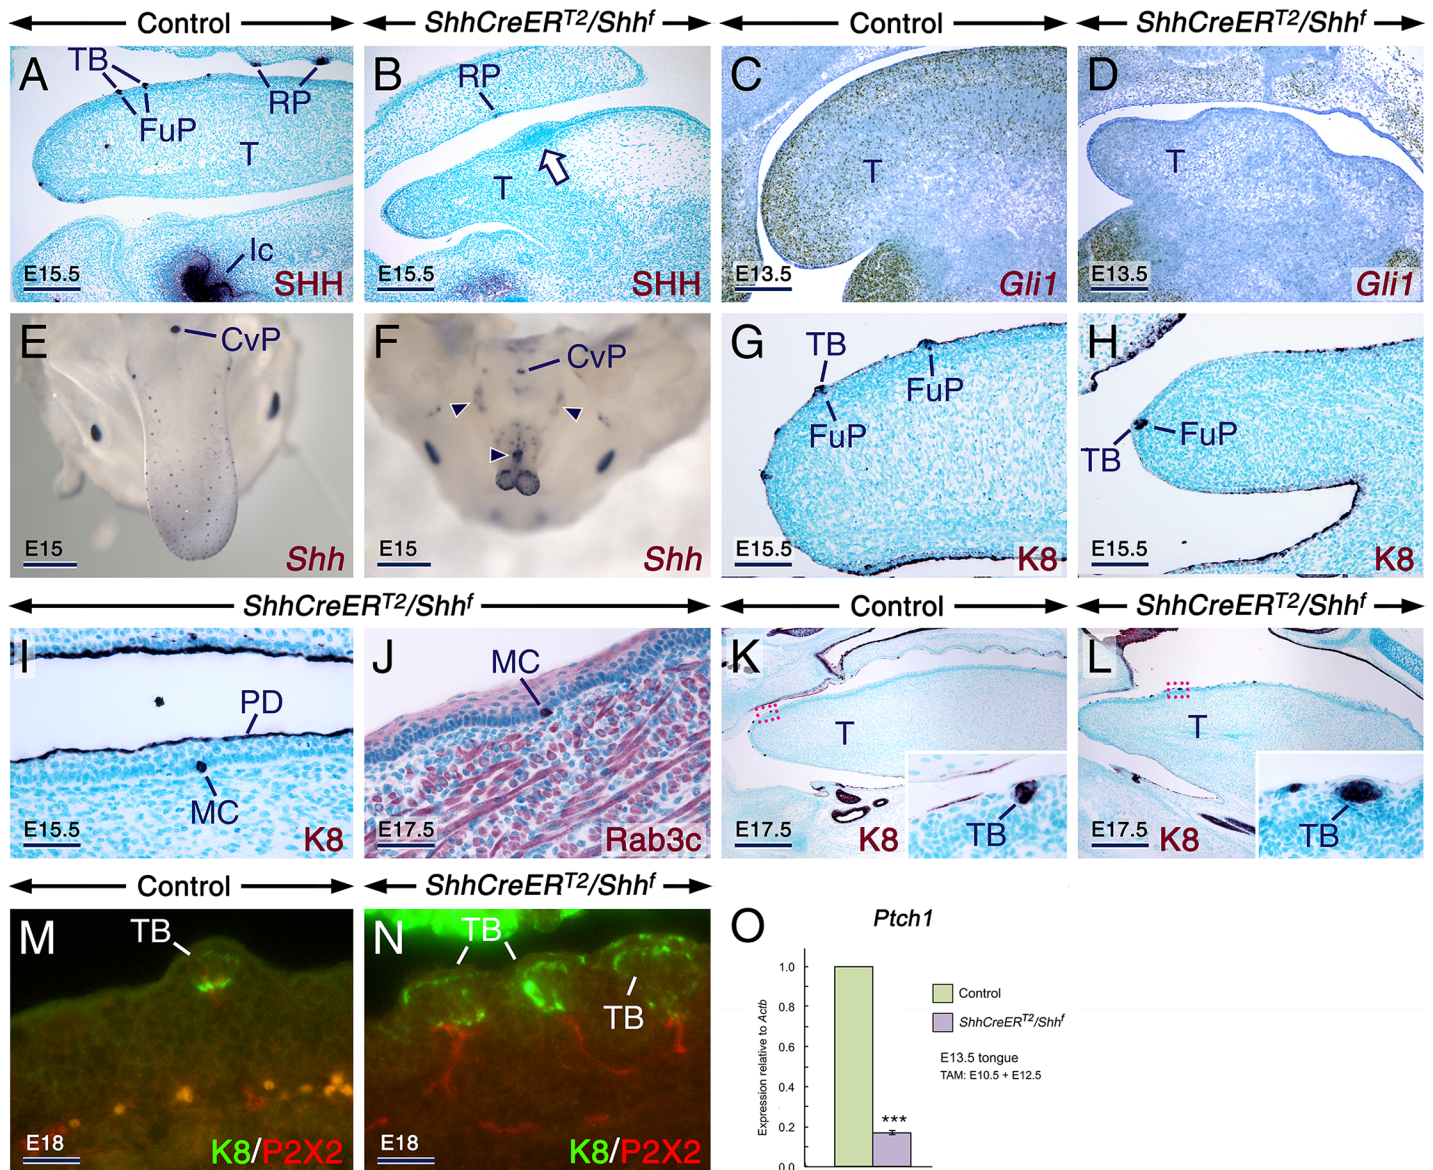 Control
ShhCreERT2/Shhf
Control
ShhCreERT2/Shhf
A
TB
FuP
RP
T
Ic
E15.5
SHH
B
RP
T
E15.5
SHH
C
T
E13.5
Gli1
D
T
E13.5
Gli1
E
CvP
E15
Shh
F
CvP
E15
Shh
G
TB
FuP
FuP
E15.5
K8
H
TB
FuP
E15.5
K8
ShhCreERT2/Shhf
Control
ShhCreERT2/Shhf
I
PD
MC
E15.5
K8
J
MC
E17.5
Rab3c
K
T
E17.5
K8
TB
L
T
E17.5
K8
TB
Control
ShhCreERT2/Shhf
M
TB
E18
K8/P2X2
N
TB
TB
E18
K8/P2X2
O
Ptch1
Expression relative to Actb
1.0
0.8
0.6
0.4
0.2
0.0
***
Control
ShhCreERT2/Shhf
E13.5 tongue
TAM: E10.5 + E12.5